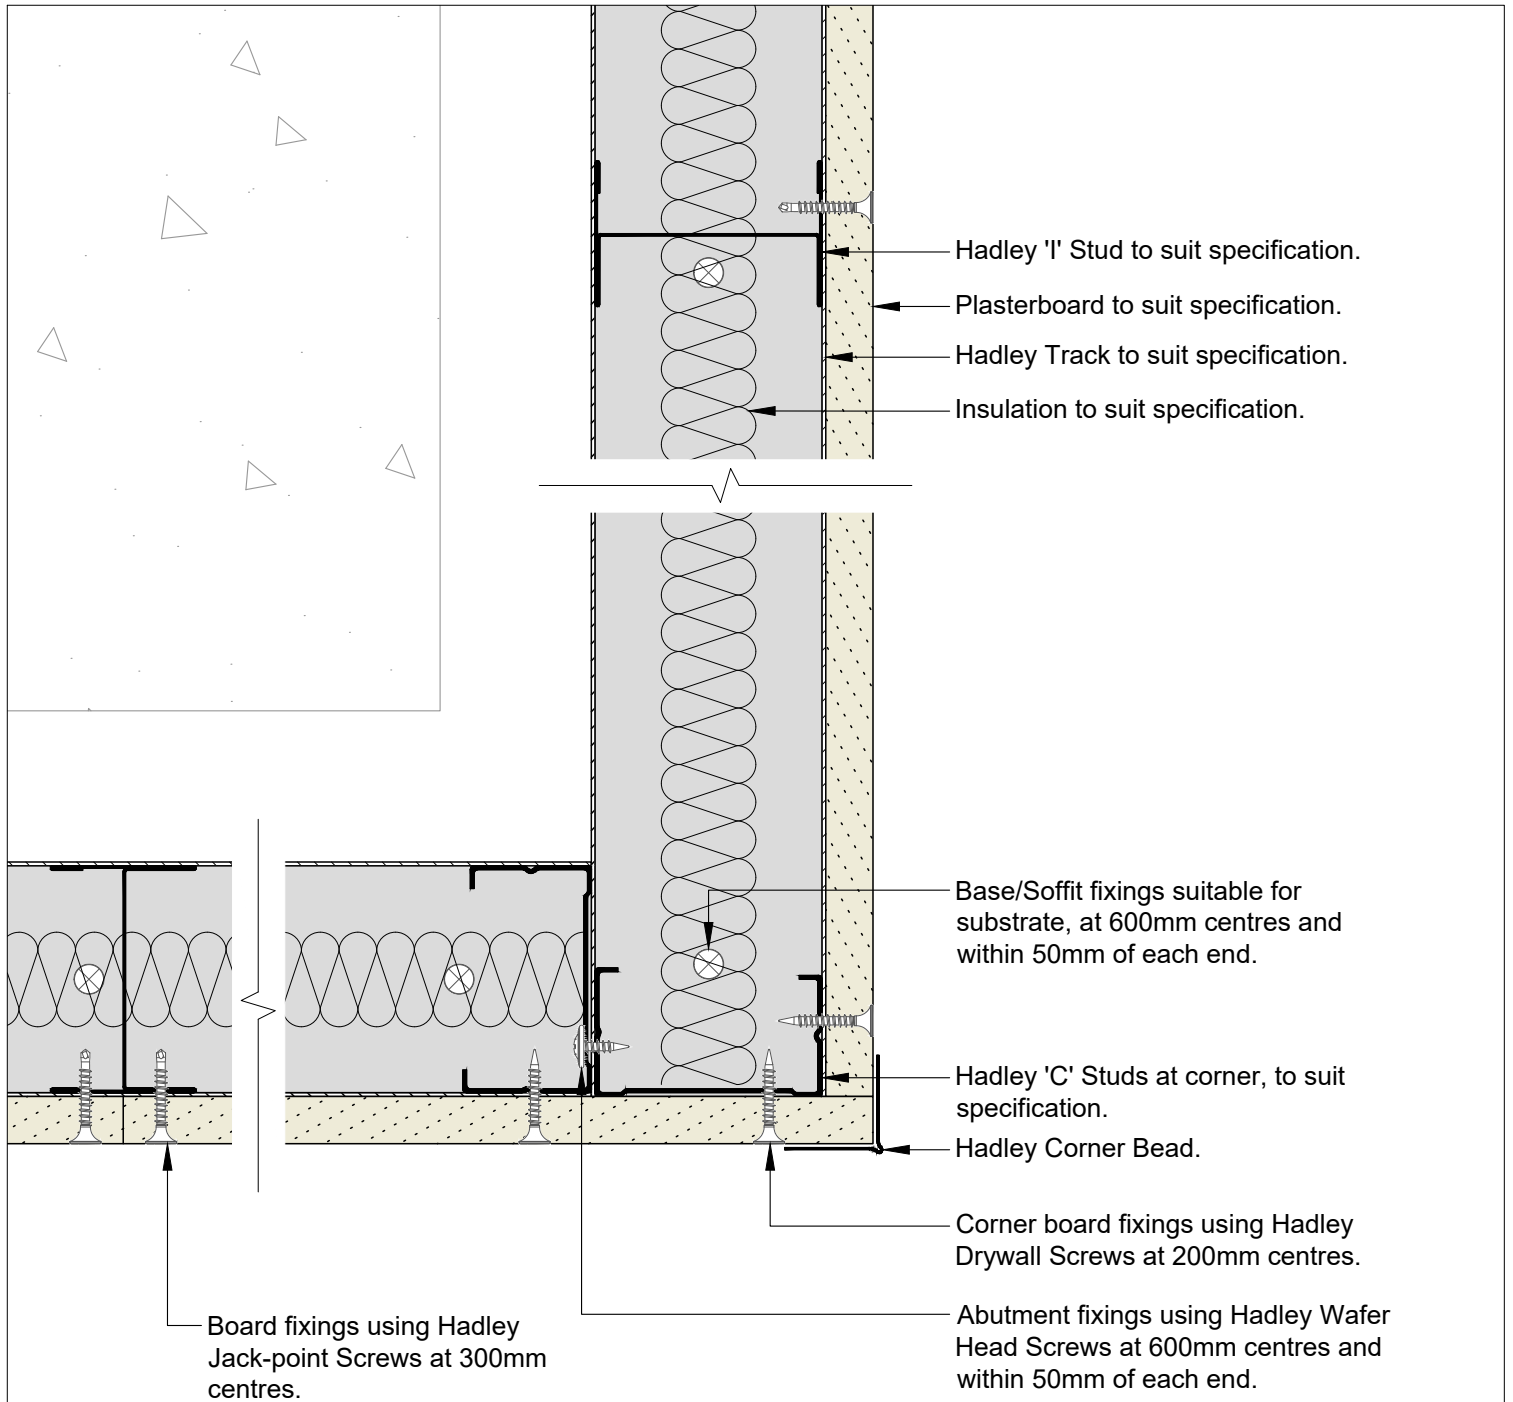 Hadley 'I' Stud to suit specification.
Plasterboard to suit specification.
Hadley Track to suit specification.
Insulation to suit specification.
Base/Soffit fixings suitable for
substrate, at 600mm centres and
within 50mm of each end.
Hadley 'C' Studs at corner, to suit
specification.
Hadley Corner Bead.
Corner board fixings using Hadley
Drywall Screws at 200mm centres.
Abutment fixings using Hadley Wafer
Head Screws at 600mm centres and
within 50mm of each end.
Board fixings using Hadley
Jack-point Screws at 300mm
centres.